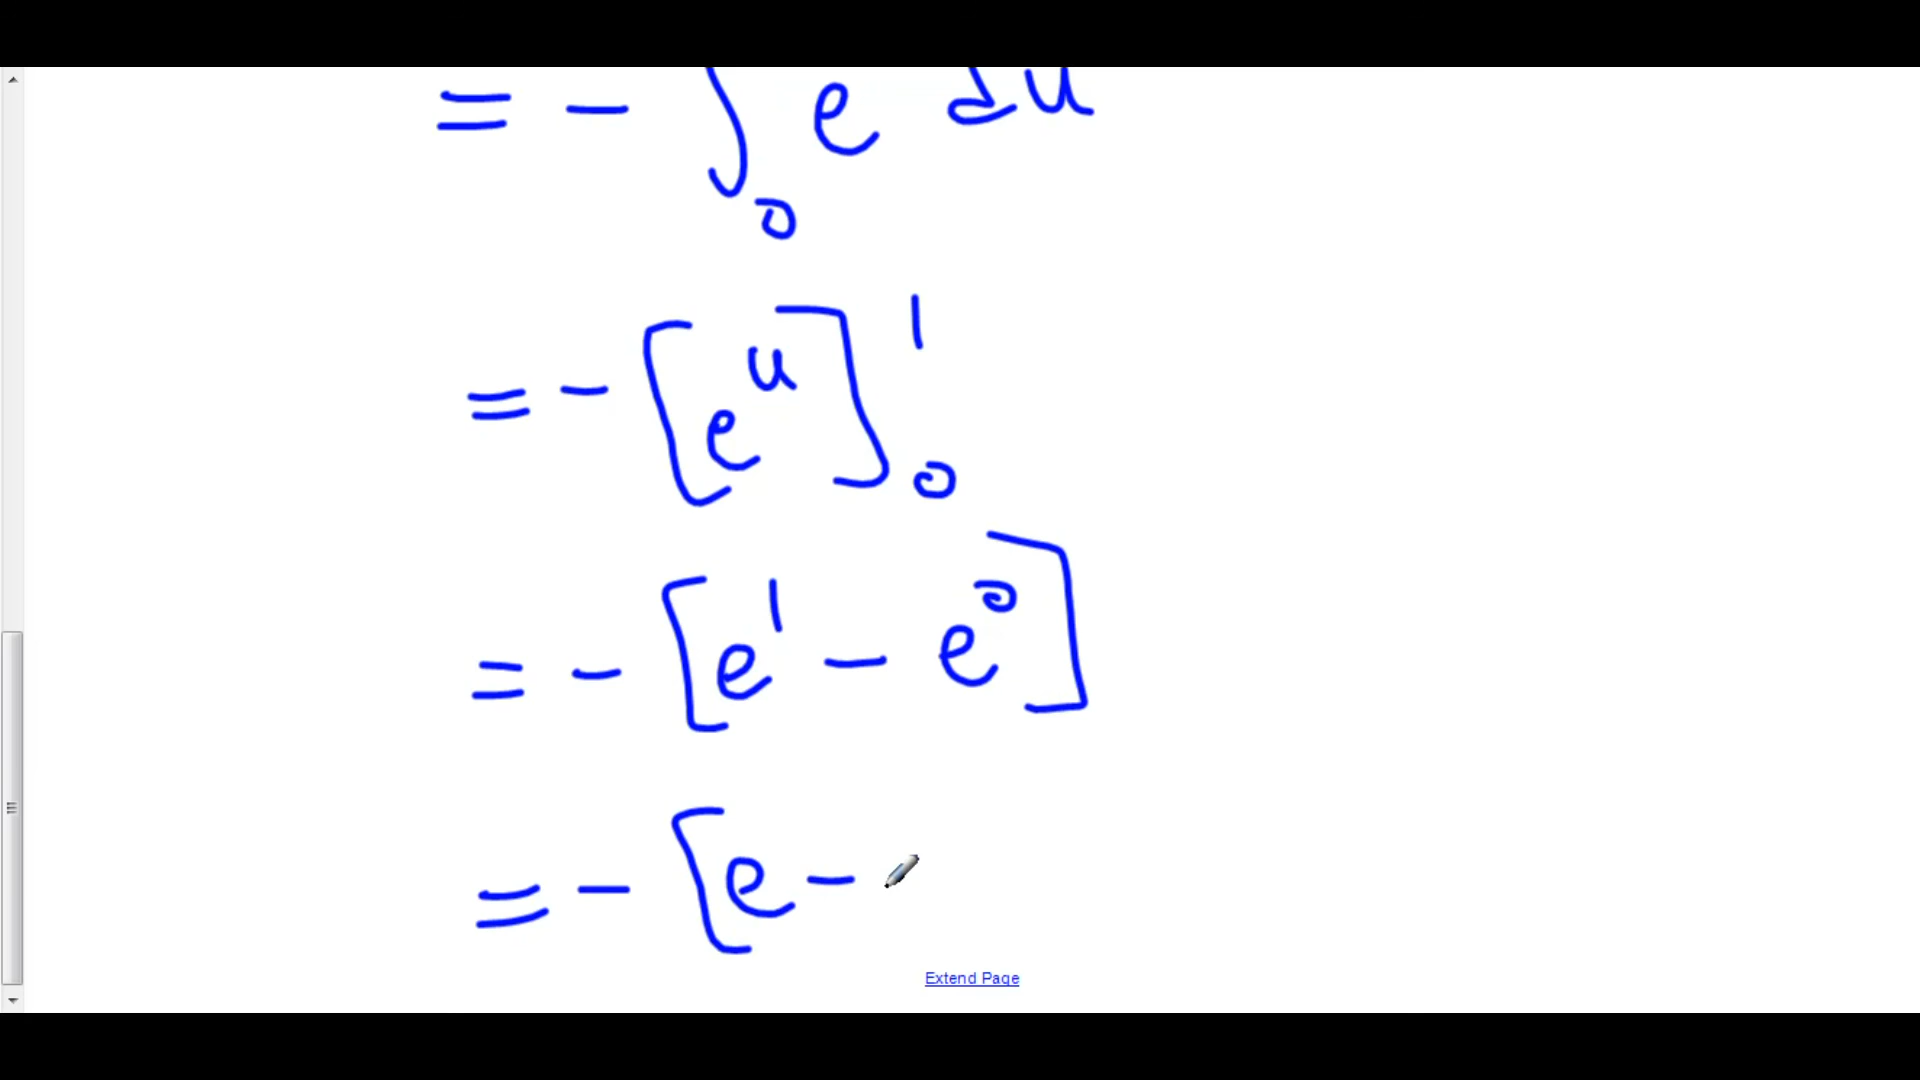 = - ∫₀ e du
= - [e^u]₀¹
= - [e¹ - e⁰]
= - [e -
Extend Page